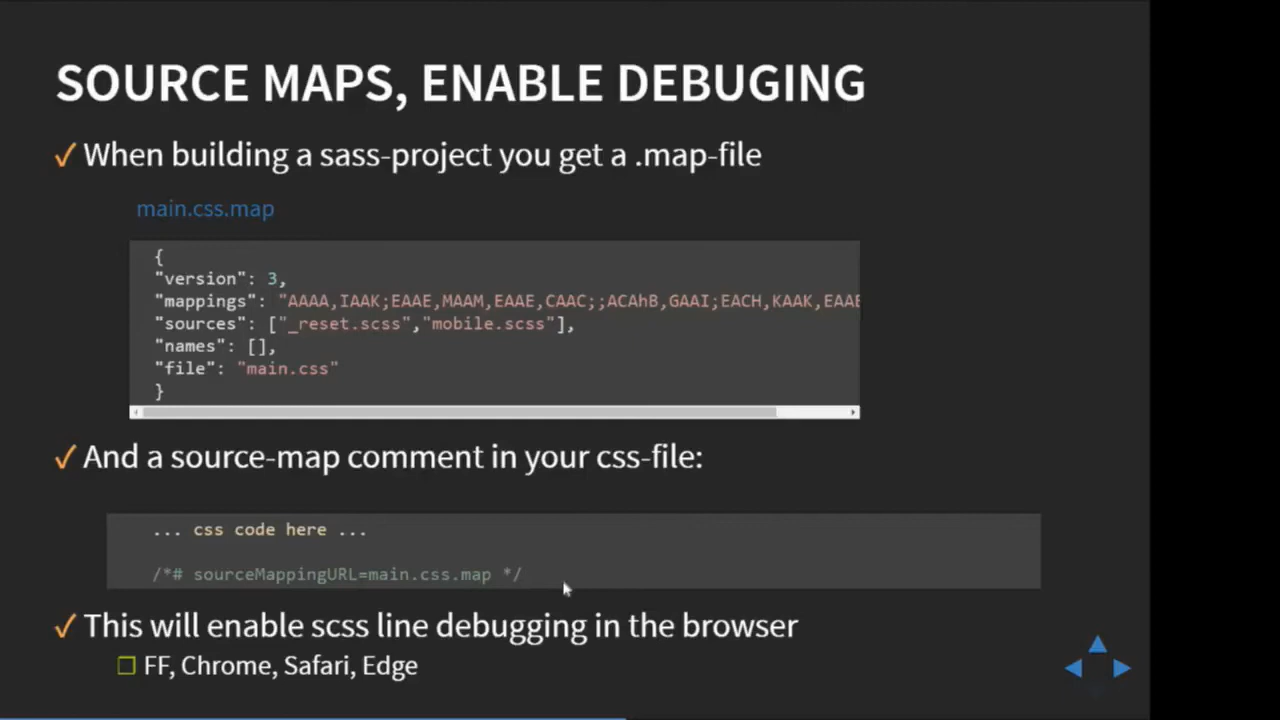 SOURCE MAPS, ENABLE DEBUGING
✓ When building a sass-project you get a .map-file
main.css.map
{
"version": 3,
"mappings": "AAAA,IAAK;EAAE,MAAM,EAAE,CAAC;;ACAhB,GAAI;EACH,KAAK,EAAE
"sources": ["_reset.scss","mobile.scss"],
"names": [],
"file": "main.css"
}
✓ And a source-map comment in your css-file:
... css code here ...
/*# sourceMappingURL=main.css.map */
✓ This will enable scss line debugging in the browser
❐ FF, Chrome, Safari, Edge